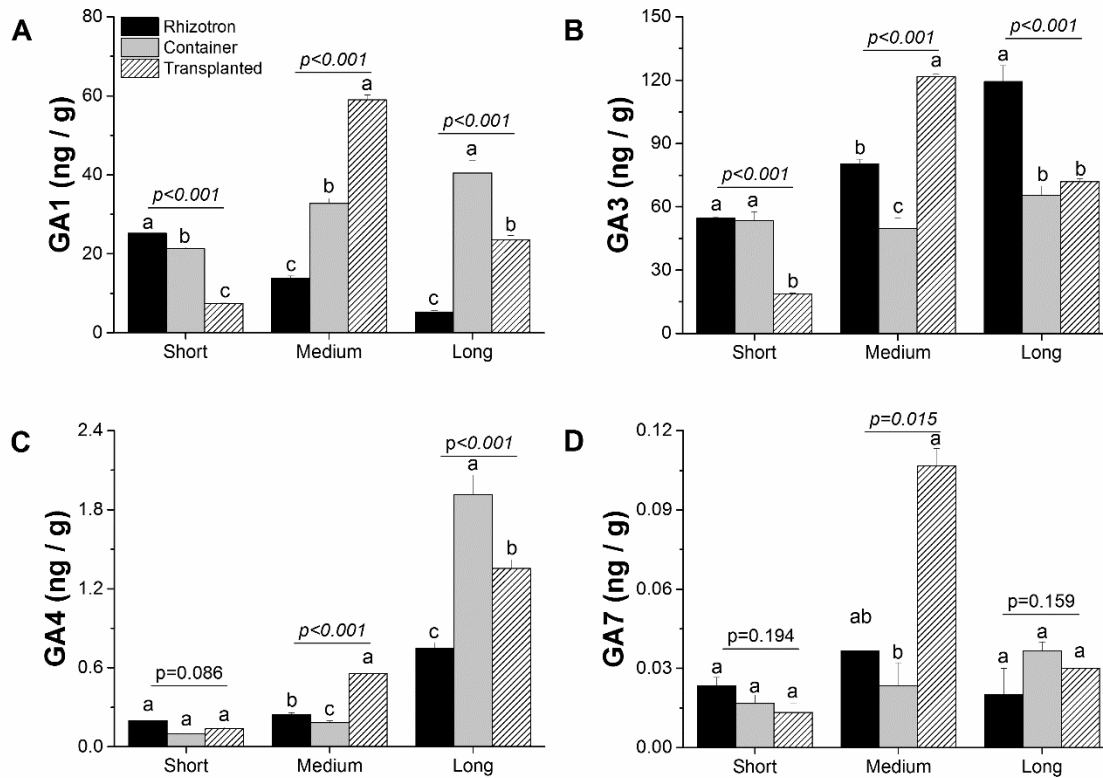 A
GA1 (ng / g)
80
60
40
20
0
Rhizotron
Container
Transplanted
p<0.001
a
b
c
p<0.001
c
b
a
p<0.001
c
a
b
Short
Medium
Long
B
GA3 (ng / g)
150
120
90
60
30
0
p<0.001
a
a
b
p<0.001
b
c
a
p<0.001
a
b
b
Short
Medium
Long
C
GA4 (ng / g)
2.4
1.8
1.2
0.6
0.0
p=0.086
a
a
a
p<0.001
b
c
a
p<0.001
c
a
b
Short
Medium
Long
D
GA7 (ng / g)
0.12
0.09
0.06
0.03
0.00
p=0.194
a
a
a
p=0.015
ab
b
a
p=0.159
a
a
a
Short
Medium
Long